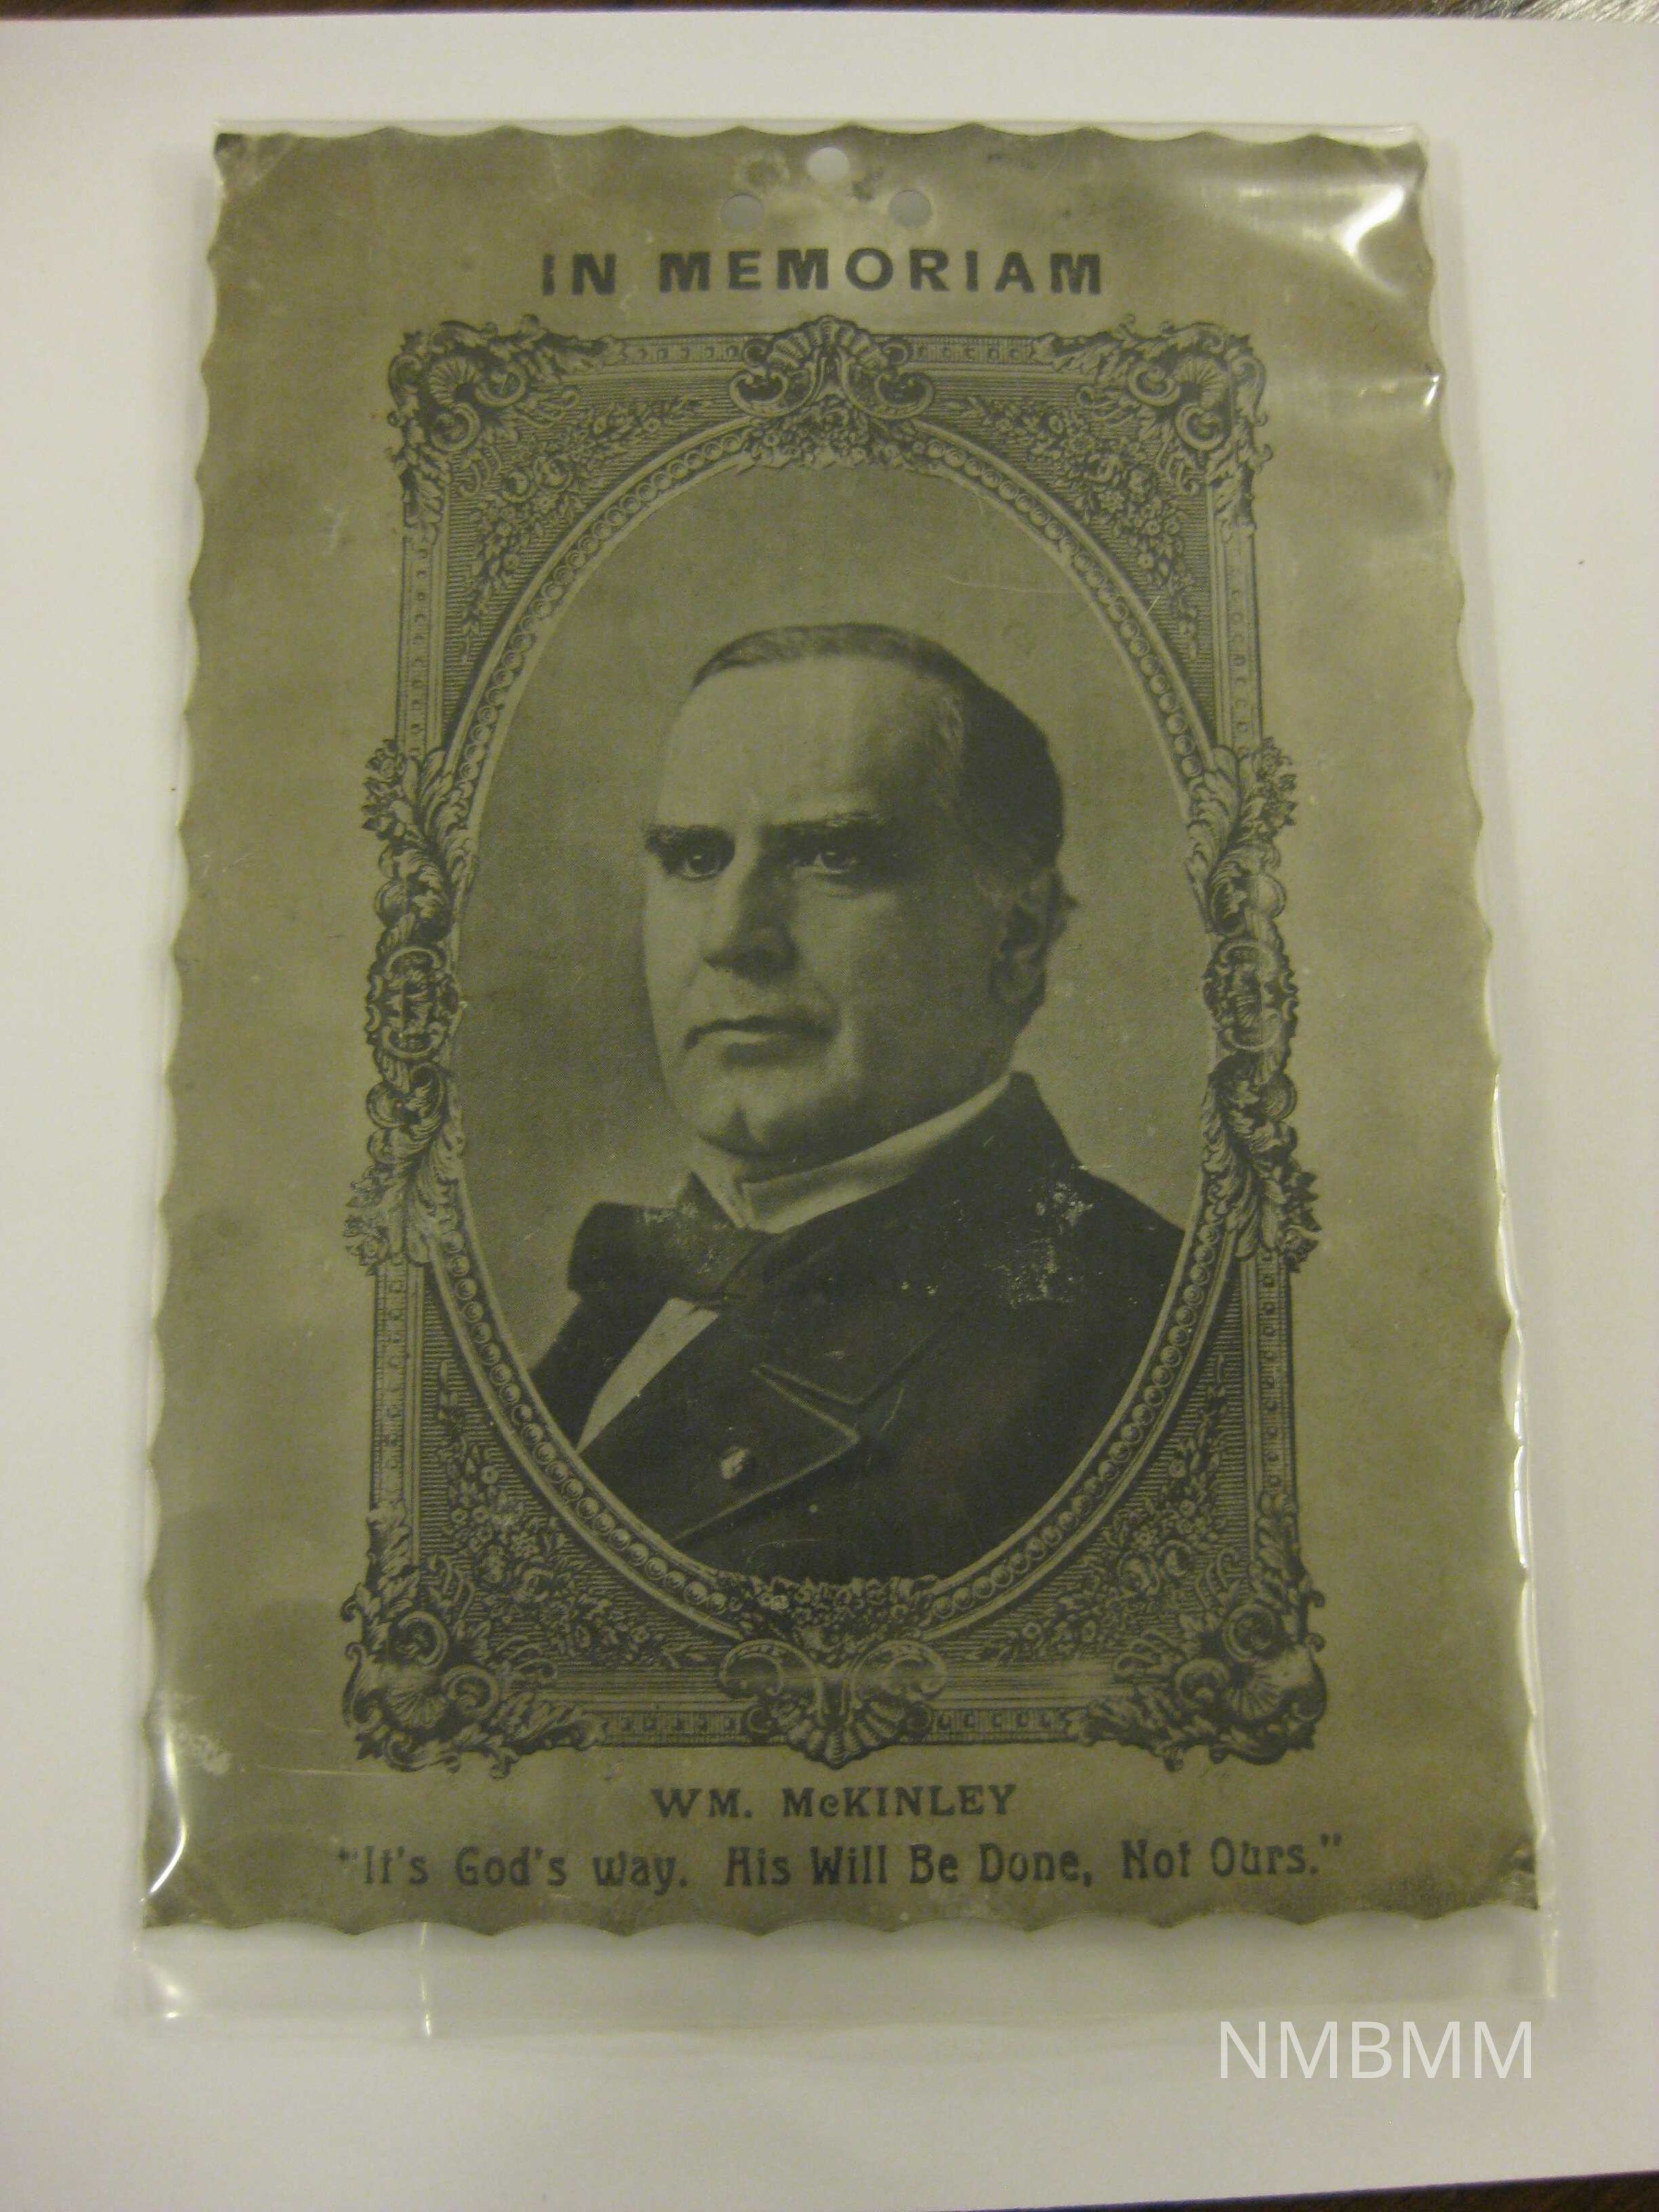 IN MEMORIAM
WM. McKINLEY
"It's God's way. His Will Be Done, Not Ours."
NMBMM